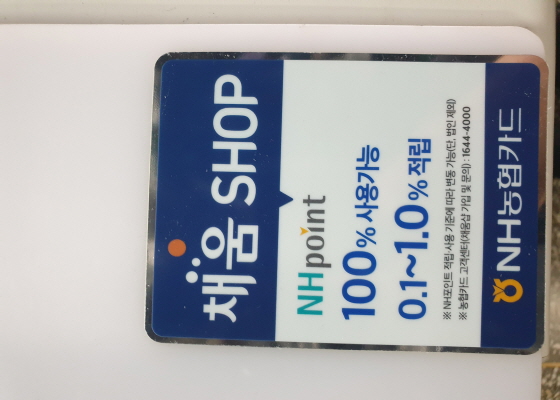 채움 SHOP
NHpoint
100% 사용가능
0.1~1.0% 적립
※ NH포인트 적립/사용 기준에 따라 변동 가능(단, 법인 제외)
※ 농협카드 고객센터(채움샵 가입 및 문의) : 1644-4000
NH농협카드